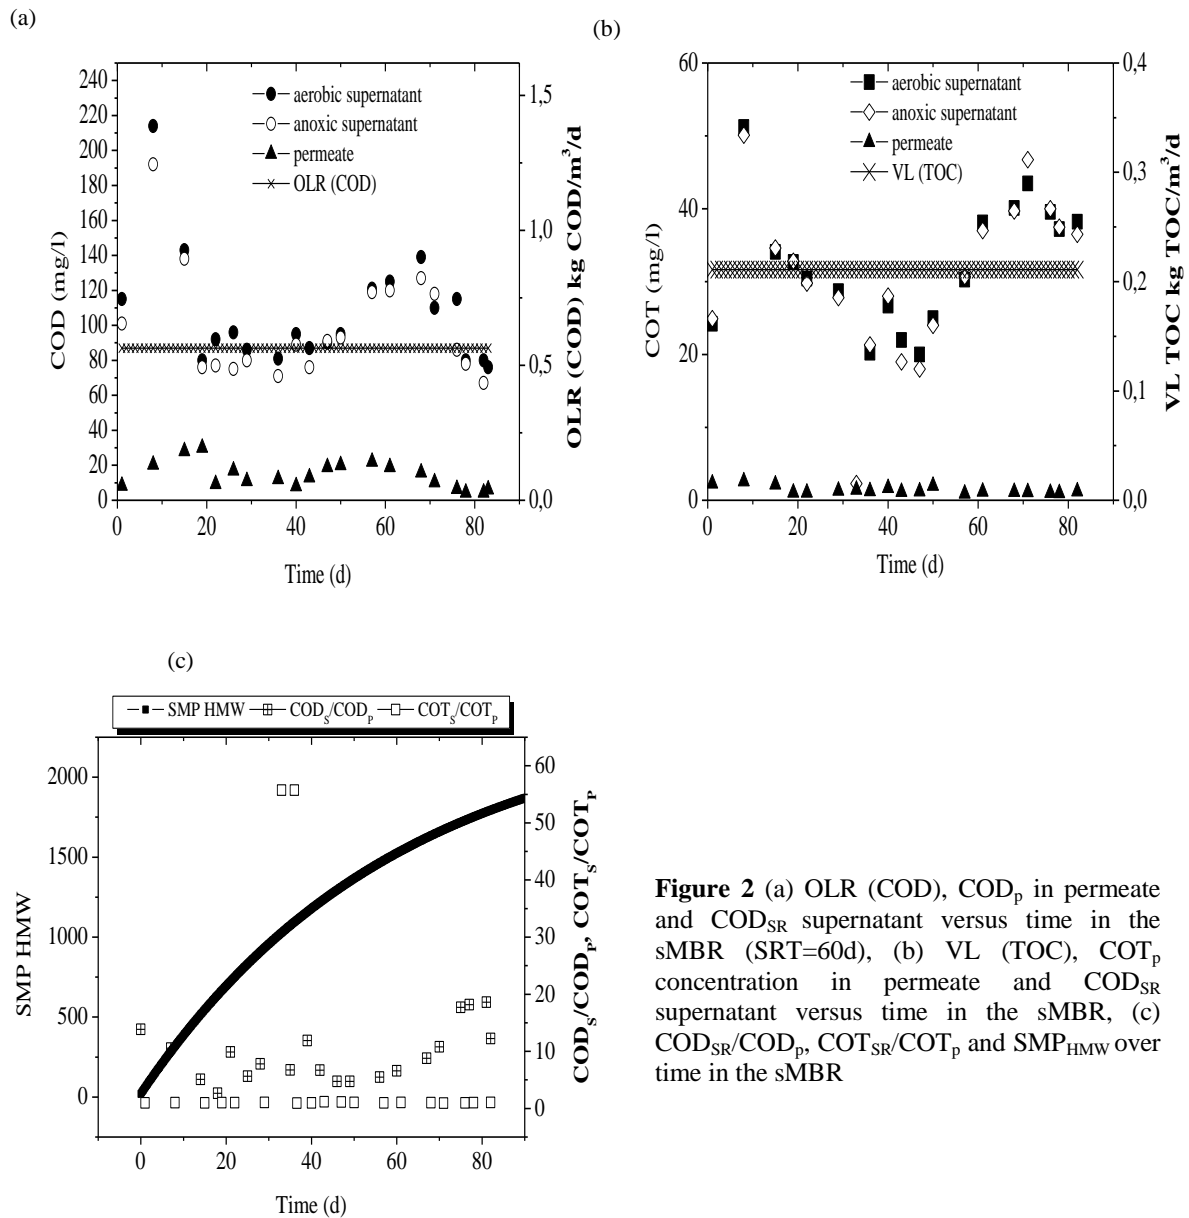 (a)
240
220
200
180
160
140
120
100
80
60
40
20
0
COD (mg/l)
aerobic supernatant
anoxic supernatant
permeate
OLR (COD)
1,5
1,0
0,5
0,0
OLR (COD) kg COD/m³/d
0 20 40 60 80
Time (d)
(b)
60
40
20
0
COT (mg/l)
aerobic supernatant
anoxic supernatant
permeate
VL (TOC)
0,4
0,3
0,2
0,1
0,0
VL TOC kg TOC/m³/d
0 20 40 60 80
Time (d)
(c)
SMP HMW COD_S/COD_P COT_S/COT_P
2000
1500
1000
500
0
SMP HMW
60
50
40
30
20
10
0
COD_S/COD_P, COT_S/COT_P
0 20 40 60 80
Time (d)
Figure 2 (a) OLR (COD), COD_p in permeate
and COD_SR supernatant versus time in the
sMBR (SRT=60d), (b) VL (TOC), COT_p
concentration in permeate and COD_SR
supernatant versus time in the sMBR, (c)
COD_SR/COD_p, COT_SR/COT_p and SMP_HMW over
time in the sMBR